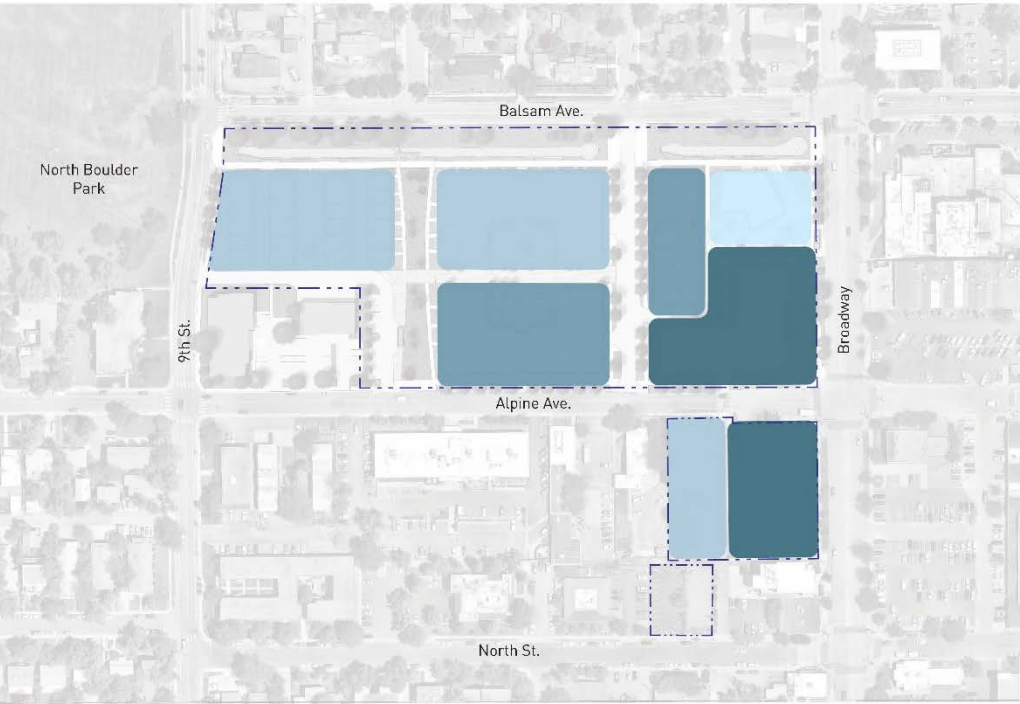 Balsam Ave.
North Boulder
Park
9th St.
Broadway
Alpine Ave.
North St.